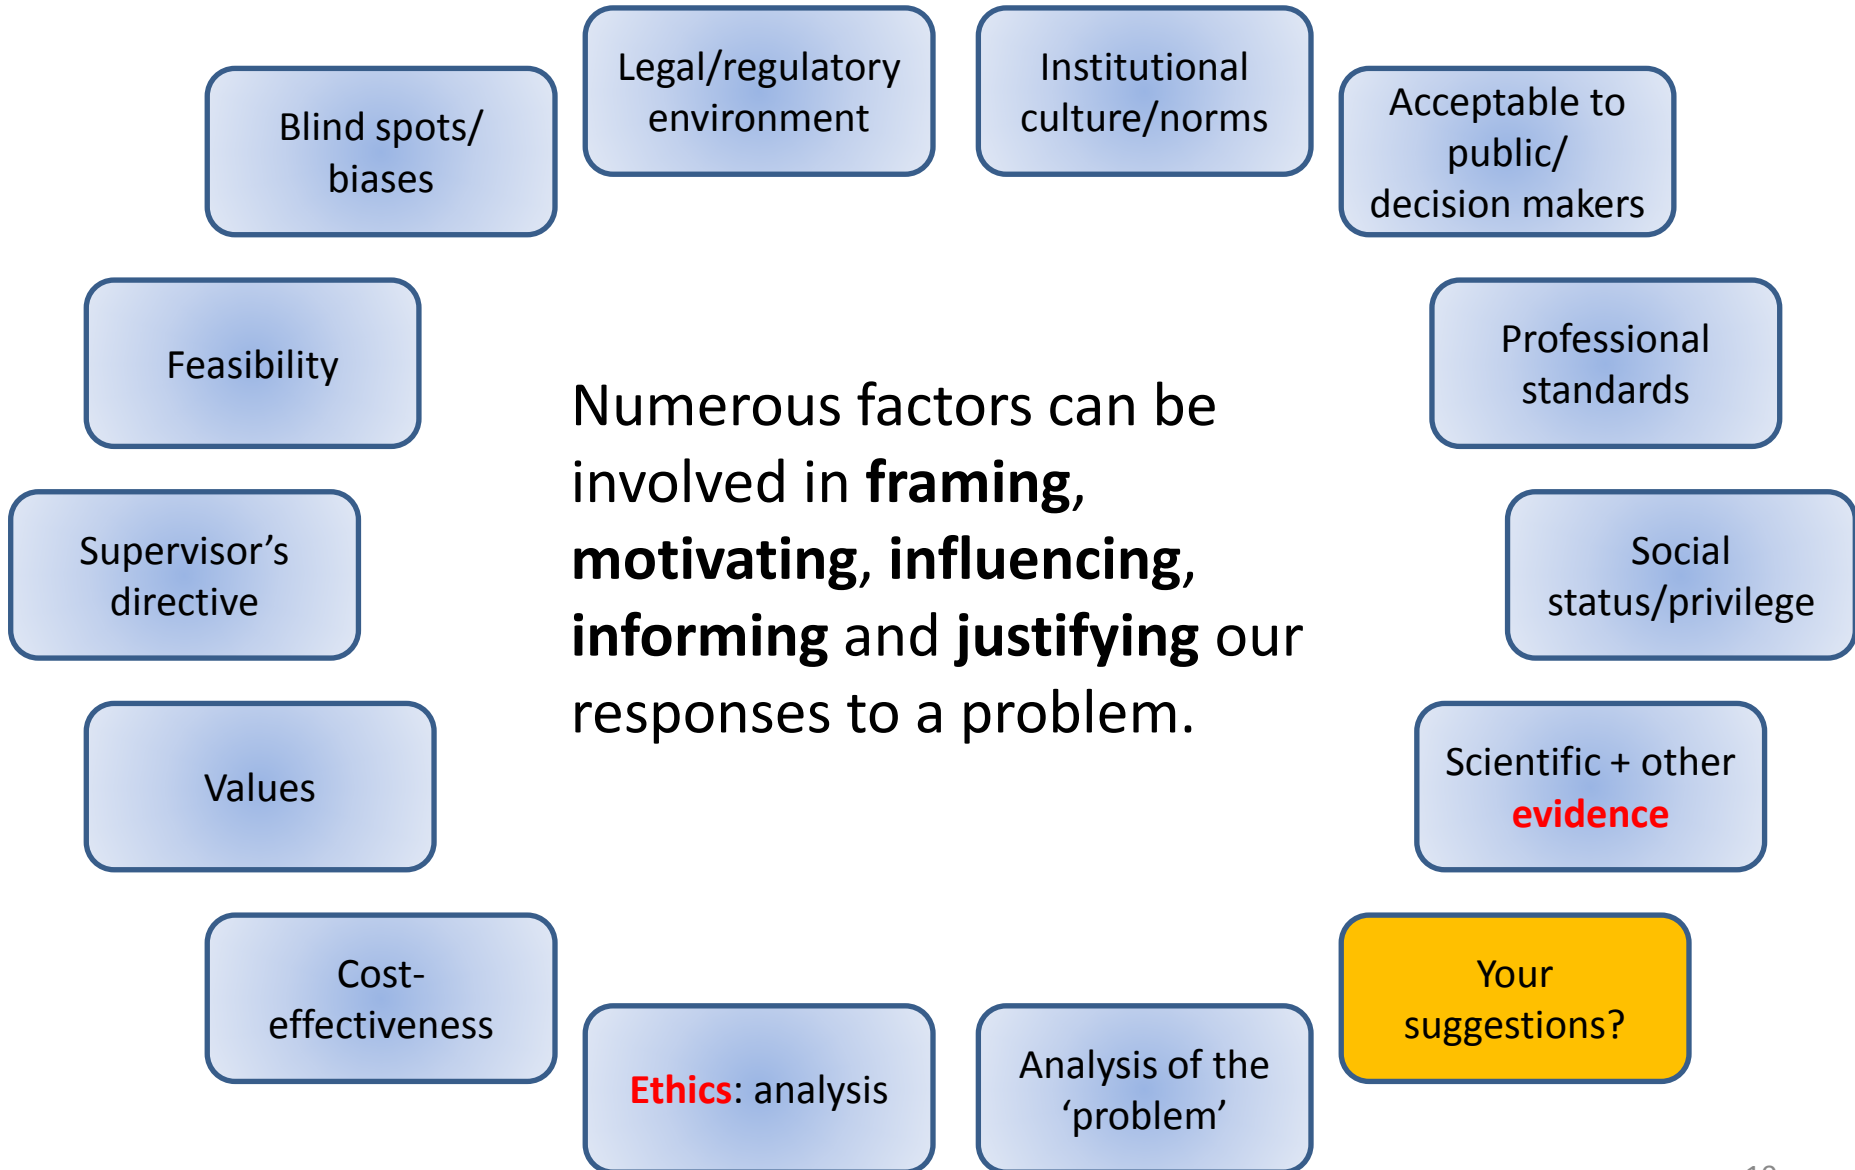 Legal/regulatory
environment
Institutional
culture/norms
Acceptable to
public/
decision makers
Blind spots/
biases
Professional
standards
Feasibility
Numerous factors can be
involved in framing,
motivating, influencing,
informing and justifying our
responses to a problem.
Social
status/privilege
Supervisor’s
directive
Scientific + other
evidence
Values
Your
suggestions?
Cost-
effectiveness
Analysis of the
‘problem’
Ethics: analysis